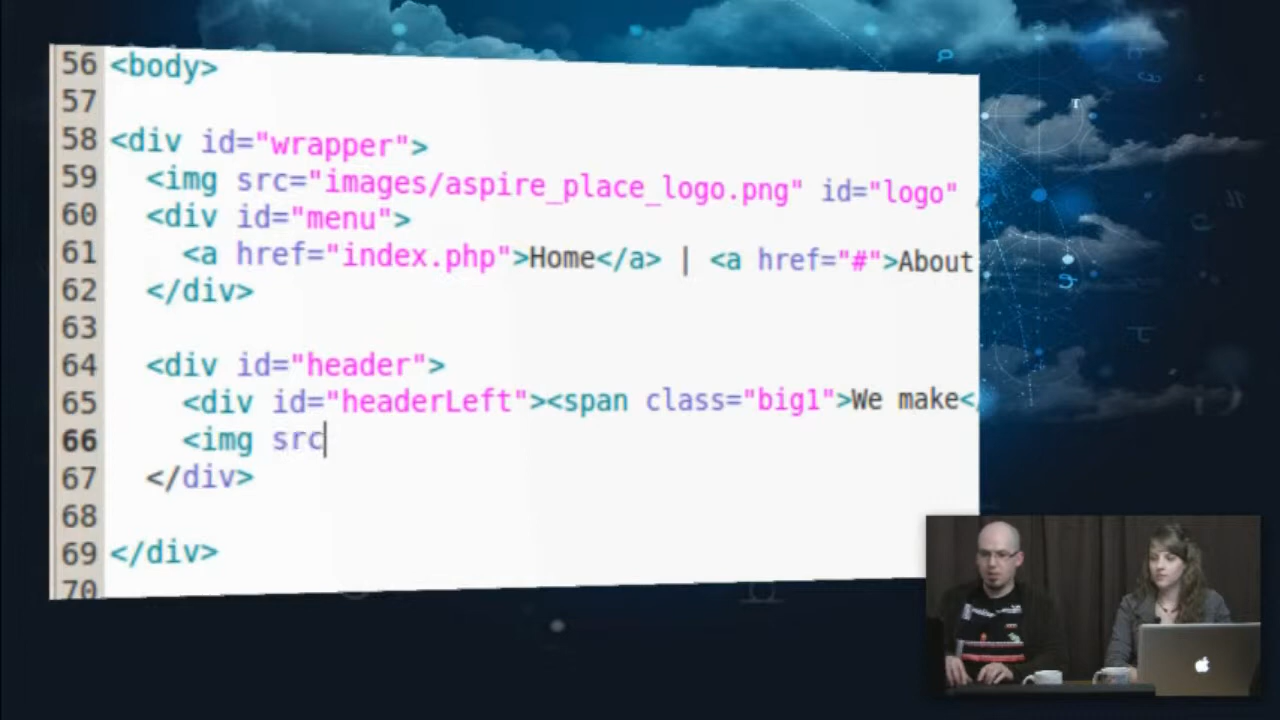 56 <body>
57
58 <div id="wrapper">
59 <img src="images/aspire_place_logo.png" id="logo"
60 <div id="menu">
61 <a href="index.php">Home</a> | <a href="#">About
62 </div>
63
64 <div id="header">
65 <div id="headerLeft"><span class="big1">We make</
66 <img src
67 </div>
68
69 </div>
70